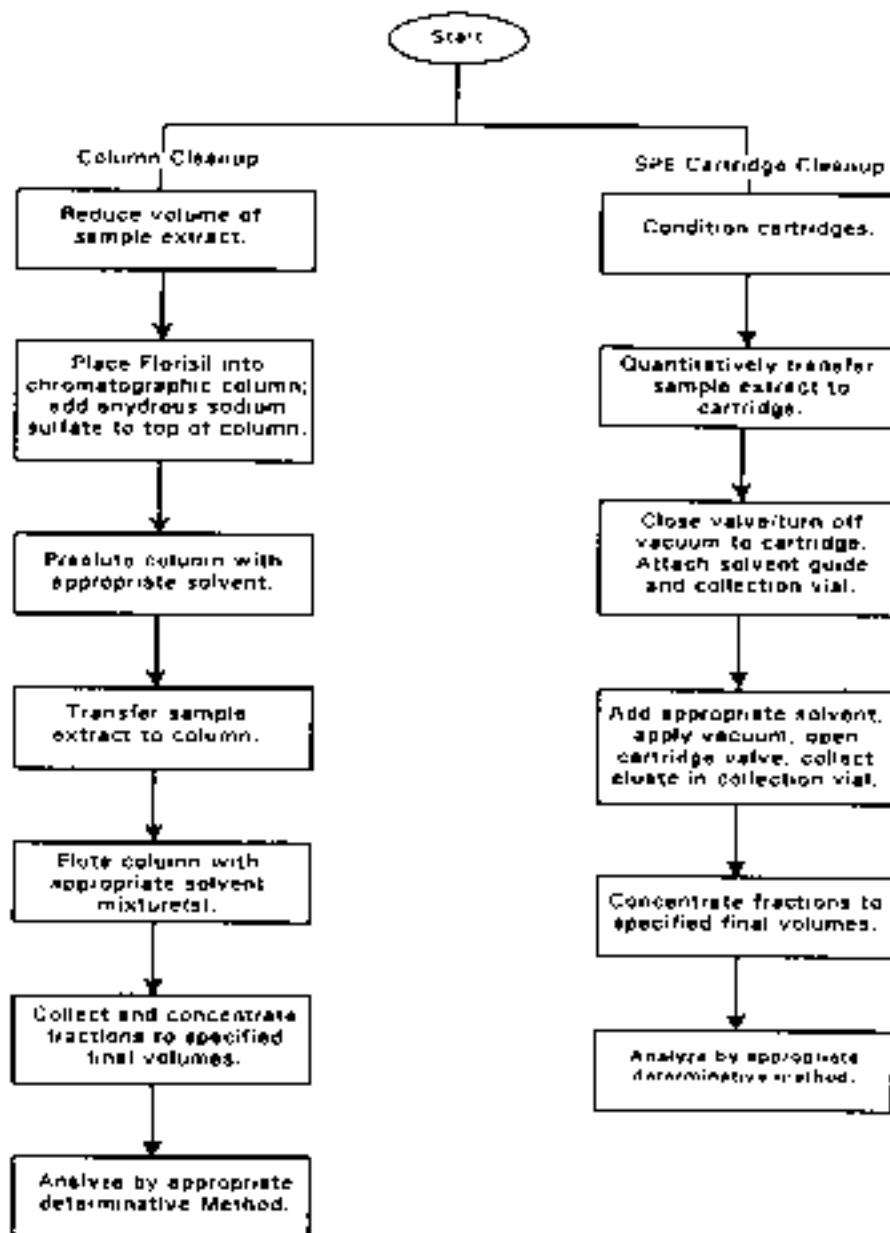 Start
Column Cleanup
Reduce volume of
sample extract.
Place Florisil into
chromatographic column;
add anydrous sodium
sulfate to top of column.
Preelute column with
appropriate solvent.
Transfer sample
extract to column.
Elute column with
appropriate solvent
mixture(s).
Collect and concentrate
fractions to specified
final volumes.
Analyze by appropriate
determinative Method.
SPE Cartridge Cleanup
Condition cartridges.
Quantitatively transfer
sample extract to
cartridge.
Close valve/turn off
vacuum to cartridge.
Attach solvent guide
and collection vial.
Add appropriate solvent,
apply vacuum, open
cartridge valve, collect
eluate in collection vial.
Concentrate fractions to
specified final volumes.
Analyze by appropriate
determinative method.